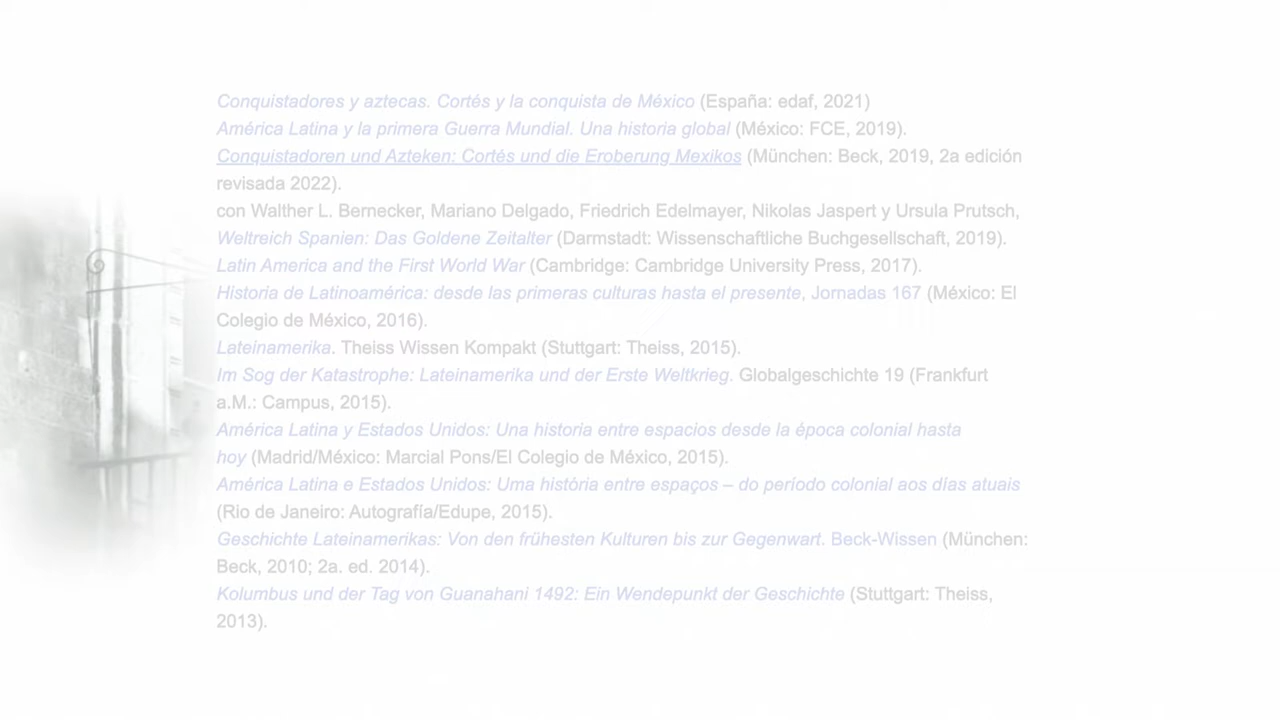 Conquistadores y aztecas. Cortés y la conquista de México (España: edaf, 2021)
América Latina y la primera Guerra Mundial. Una historia global (México: FCE, 2019).
Conquistadoren und Azteken: Cortés und die Eroberung Mexikos (München: Beck, 2019, 2a edición
revisada 2022).
con Walther L. Bernecker, Mariano Delgado, Friedrich Edelmayer, Nikolas Jaspert y Ursula Prutsch,
Weltreich Spanien: Das Goldene Zeitalter (Darmstadt: Wissenschaftliche Buchgesellschaft, 2019).
Latin America and the First World War (Cambridge: Cambridge University Press, 2017).
Historia de Latinoamérica: desde las primeras culturas hasta el presente, Jornadas 167 (México: El
Colegio de México, 2016).
Lateinamerika. Theiss Wissen Kompakt (Stuttgart: Theiss, 2015).
Im Sog der Katastrophe: Lateinamerika und der Erste Weltkrieg. Globalgeschichte 19 (Frankfurt
a.M.: Campus, 2015).
América Latina y Estados Unidos: Una historia entre espacios desde la época colonial hasta
hoy (Madrid/México: Marcial Pons/El Colegio de México, 2015).
América Latina e Estados Unidos: Uma história entre espaços – do período colonial aos días atuais
(Rio de Janeiro: Autografía/Edupe, 2015).
Geschichte Lateinamerikas: Von den frühesten Kulturen bis zur Gegenwart. Beck-Wissen (München:
Beck, 2010; 2a. ed. 2014).
Kolumbus und der Tag von Guanahani 1492: Ein Wendepunkt der Geschichte (Stuttgart: Theiss,
2013).